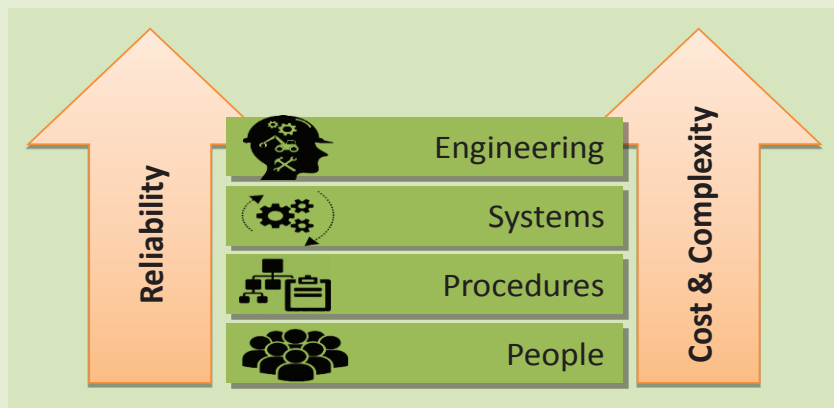 Reliability
Engineering
Systems
Procedures
People
Cost & Complexity